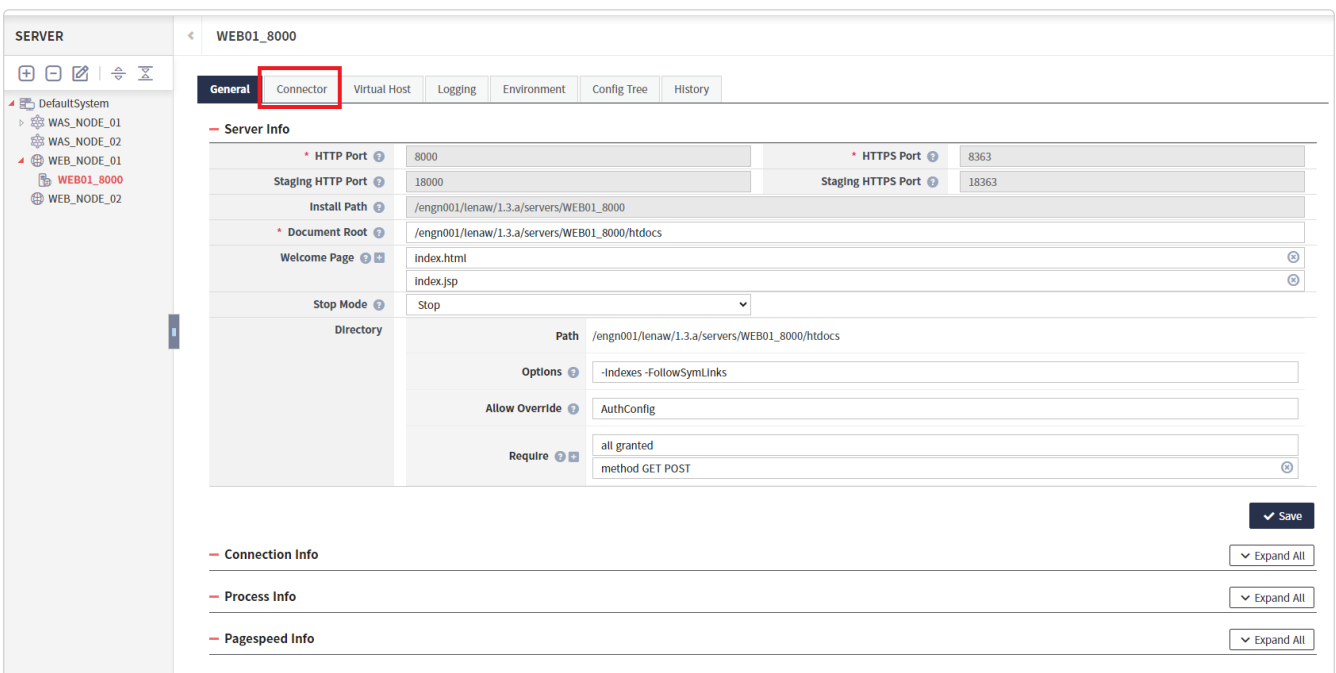 SERVER
WEB01_8000
General Connector Virtual Host Logging Environment Config Tree History
DefaultSystem
WAS_NODE_01
WAS_NODE_02
WEB_NODE_01
WEB01_8000
WEB_NODE_02
Server Info
* HTTP Port 8000 * HTTPS Port 8363
Staging HTTP Port 18000 Staging HTTPS Port 18363
Install Path /engn001/lenaw/1.3.a/servers/WEB01_8000
* Document Root /engn001/lenaw/1.3.a/servers/WEB01_8000/htdocs
Welcome Page index.html
index.jsp
Stop Mode Stop
Directory
Path /engn001/lenaw/1.3.a/servers/WEB01_8000/htdocs
Options -Indexes -FollowSymLinks
Allow Override AuthConfig
Require all granted
method GET POST
Save
Connection Info Expand All
Process Info Expand All
Pagespeed Info Expand All